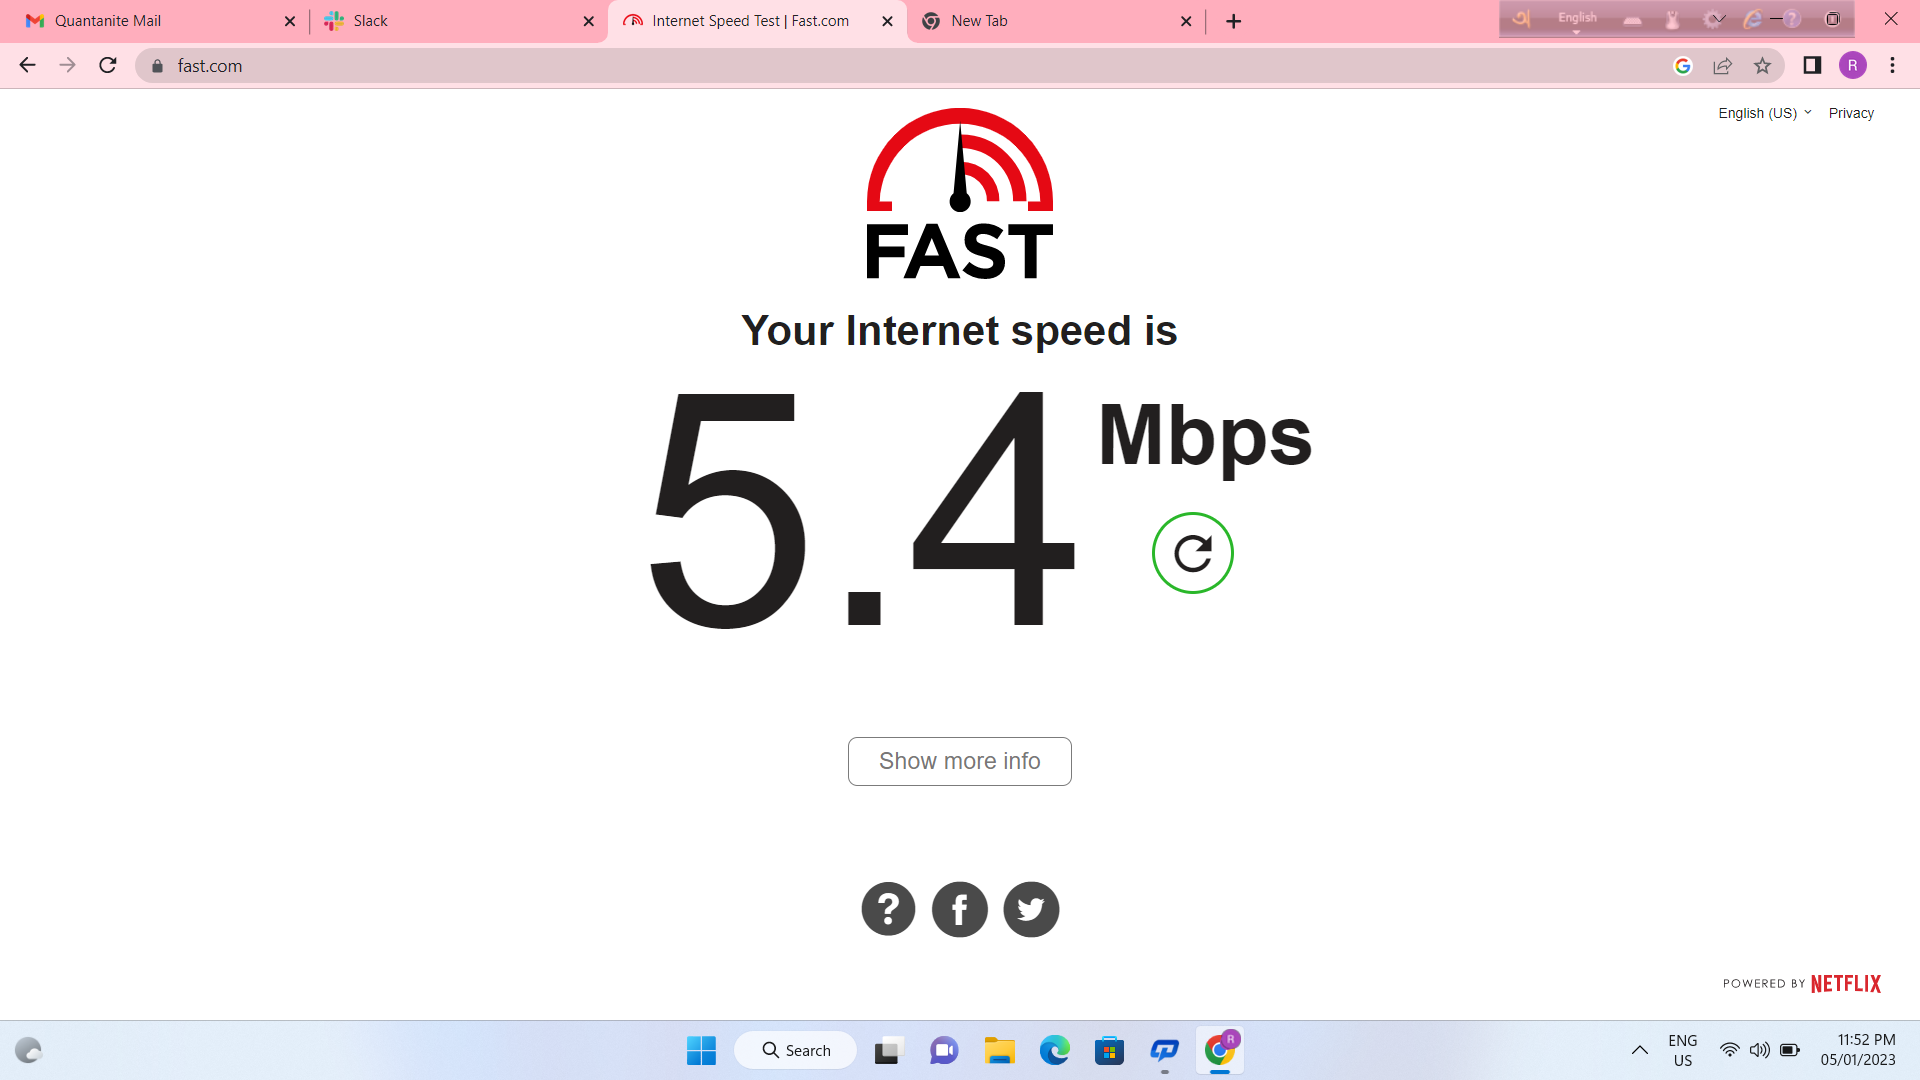 Quantanite Mail
Slack
Internet Speed Test | Fast.com
New Tab
English
fast.com
R
English (US)
Privacy
FAST
Your Internet speed is
5.4 Mbps
Show more info
POWERED BY NETFLIX
Search
R
ENG
US
11:52 PM
05/01/2023